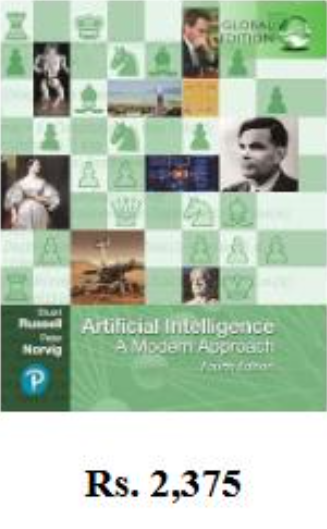 GLOBAL
EDITION
Stuart
Russell
Peter
Norvig
Artificial Intelligence
A Modern Approach
Fourth Edition
P
Rs. 2,375